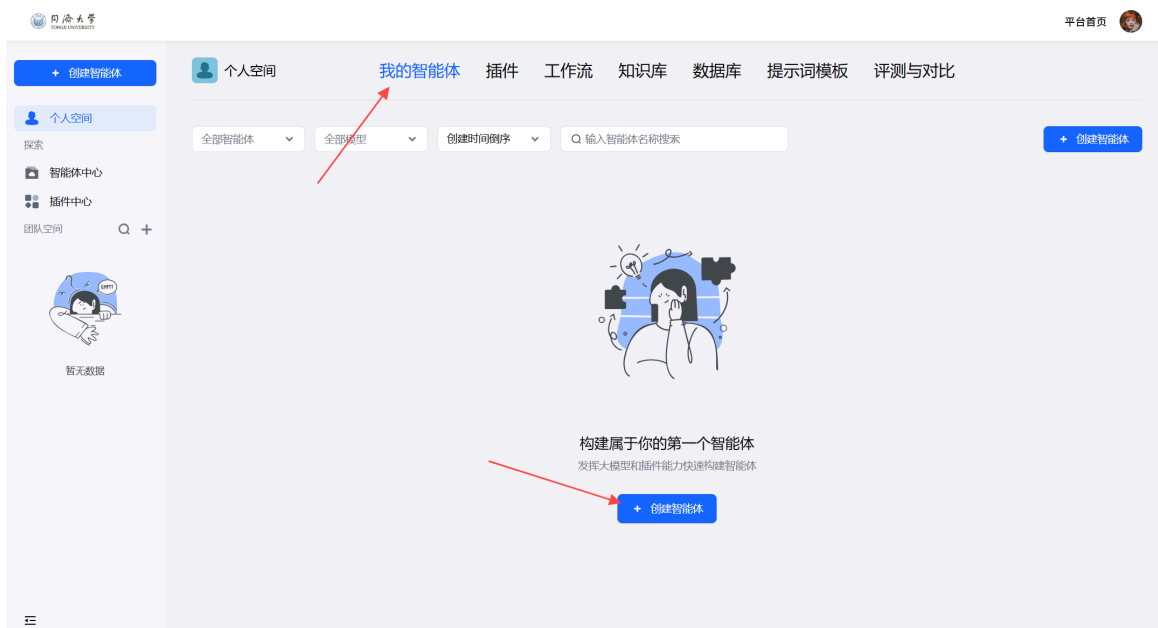 同济大学
TONGJI UNIVERSITY
平台首页
+ 创建智能体
个人空间
探索
智能体中心
插件中心
团队空间
EMPTY
暂无数据
个人空间
我的智能体 插件 工作流 知识库 数据库 提示词模板 评测与对比
全部智能体 全部模型 创建时间倒序 输入智能体名称搜索 + 创建智能体
构建属于你的第一个智能体
发挥大模型和插件能力快速构建智能体
+ 创建智能体